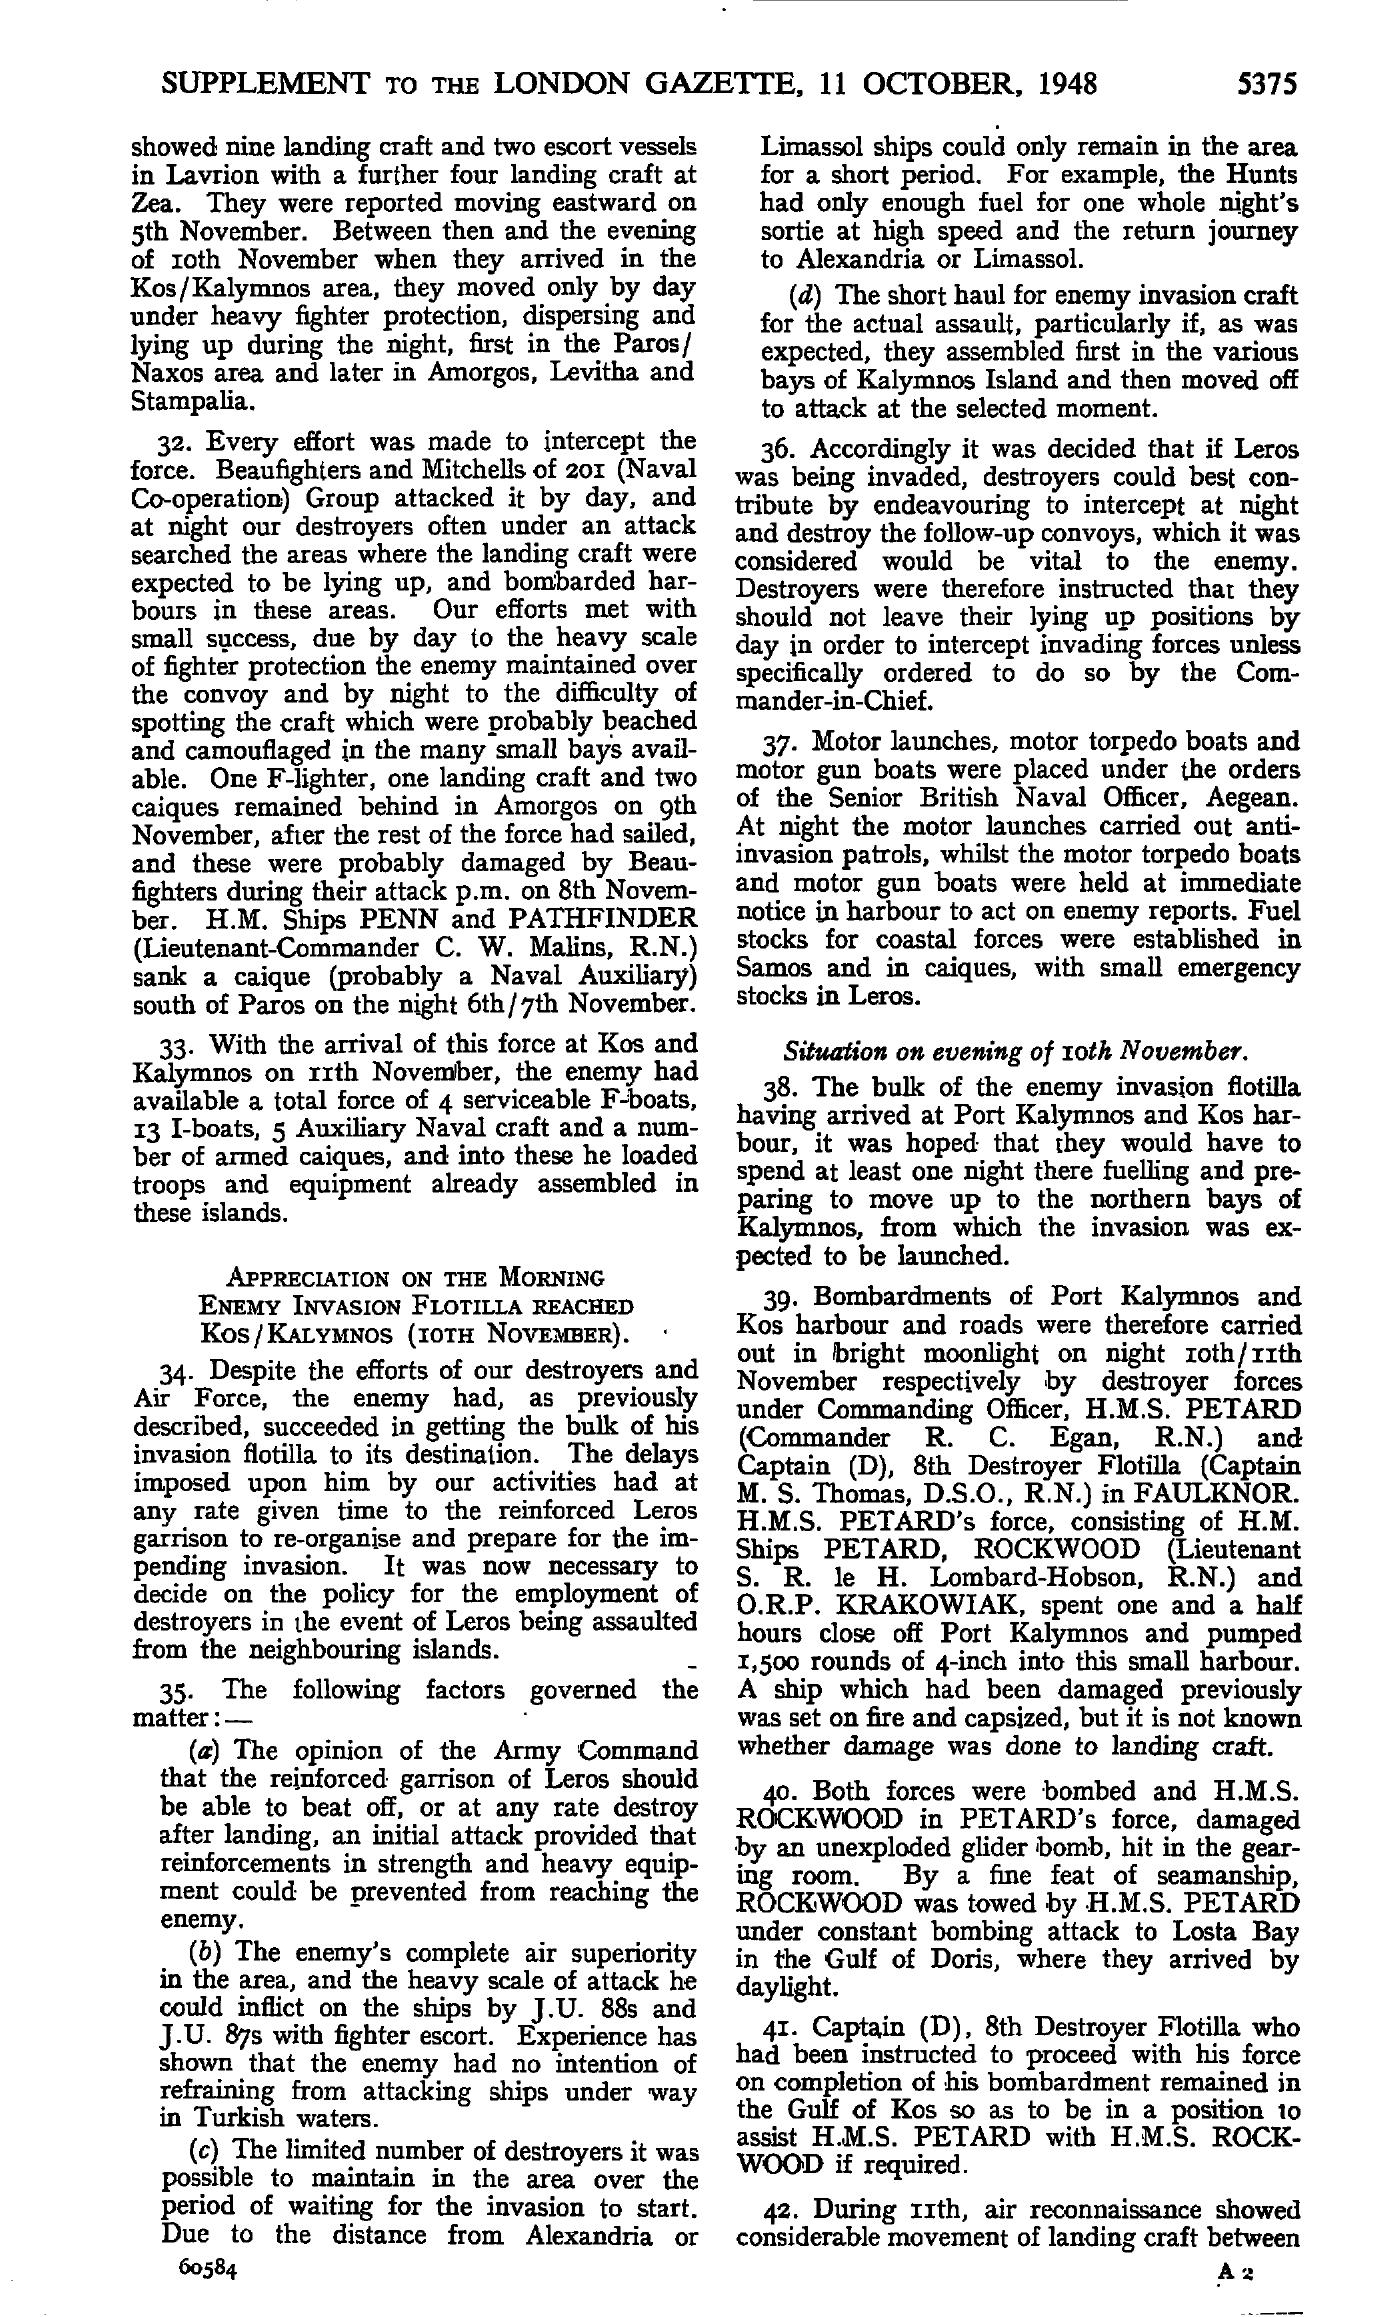 SUPPLEMENT TO THE LONDON GAZETTE, 11 OCTOBER, 1948 5375
showed nine landing craft and two escort vessels
in Lavrion with a further four landing craft at
Zea. They were reported moving eastward on
5th November. Between then and the evening
of 10th November when they arrived in the
Kos/Kalymnos area, they moved only by day
under heavy fighter protection, dispersing and
lying up during the night, first in the Paros/
Naxos area and later in Amorgos, Levitha and
Stampalia.
32. Every effort was made to intercept the
force. Beaufighters and Mitchells of 201 (Naval
Co-operation) Group attacked it by day, and
at night our destroyers often under an attack
searched the areas where the landing craft were
expected to be lying up, and bombarded har-
bours in these areas. Our efforts met with
small success, due by day to the heavy scale
of fighter protection the enemy maintained over
the convoy and by night to the difficulty of
spotting the craft which were probably beached
and camouflaged in the many small bays avail-
able. One F-lighter, one landing craft and two
caiques remained behind in Amorgos on 9th
November, after the rest of the force had sailed,
and these were probably damaged by Beau-
fighters during their attack p.m. on 8th Novem-
ber. H.M. Ships PENN and PATHFINDER
(Lieutenant-Commander C. W. Malins, R.N.)
sank a caique (probably a Naval Auxiliary)
south of Paros on the night 6th/7th November.
33. With the arrival of this force at Kos and
Kalymnos on 11th November, the enemy had
available a total force of 4 serviceable F-boats,
13 I-boats, 5 Auxiliary Naval craft and a num-
ber of armed caiques, and into these he loaded
troops and equipment already assembled in
these islands.
APPRECIATION ON THE MORNING
ENEMY INVASION FLOTILLA REACHED
KOS/KALYMNOS (10TH NOVEMBER).
34. Despite the efforts of our destroyers and
Air Force, the enemy had, as previously
described, succeeded in getting the bulk of his
invasion flotilla to its destination. The delays
imposed upon him by our activities had at
any rate given time to the reinforced Leros
garrison to re-organise and prepare for the im-
pending invasion. It was now necessary to
decide on the policy for the employment of
destroyers in the event of Leros being assaulted
from the neighbouring islands.
35. The following factors governed the
matter:—
(a) The opinion of the Army Command
that the reinforced garrison of Leros should
be able to beat off, or at any rate destroy
after landing, an initial attack provided that
reinforcements in strength and heavy equip-
ment could be prevented from reaching the
enemy.
(b) The enemy's complete air superiority
in the area, and the heavy scale of attack he
could inflict on the ships by J.U. 88s and
J.U. 87s with fighter escort. Experience has
shown that the enemy had no intention of
refraining from attacking ships under way
in Turkish waters.
(c) The limited number of destroyers it was
possible to maintain in the area over the
period of waiting for the invasion to start.
Due to the distance from Alexandria or
60584
Limassol ships could only remain in the area
for a short period. For example, the Hunts
had only enough fuel for one whole night's
sortie at high speed and the return journey
to Alexandria or Limassol.
(d) The short haul for enemy invasion craft
for the actual assault, particularly if, as was
expected, they assembled first in the various
bays of Kalymnos Island and then moved off
to attack at the selected moment.
36. Accordingly it was decided that if Leros
was being invaded, destroyers could best con-
tribute by endeavouring to intercept at night
and destroy the follow-up convoys, which it was
considered would be vital to the enemy.
Destroyers were therefore instructed that they
should not leave their lying up positions by
day in order to intercept invading forces unless
specifically ordered to do so by the Com-
mander-in-Chief.
37. Motor launches, motor torpedo boats and
motor gun boats were placed under the orders
of the Senior British Naval Officer, Aegean.
At night the motor launches carried out anti-
invasion patrols, whilst the motor torpedo boats
and motor gun boats were held at immediate
notice in harbour to act on enemy reports. Fuel
stocks for coastal forces were established in
Samos and in caiques, with small emergency
stocks in Leros.
Situation on evening of 10th November.
38. The bulk of the enemy invasion flotilla
having arrived at Port Kalymnos and Kos har-
bour, it was hoped that they would have to
spend at least one night there fuelling and pre-
paring to move up to the northern bays of
Kalymnos, from which the invasion was ex-
pected to be launched.
39. Bombardments of Port Kalymnos and
Kos harbour and roads were therefore carried
out in bright moonlight on night 10th/11th
November respectively by destroyer forces
under Commanding Officer, H.M.S. PETARD
(Commander R. C. Egan, R.N.) and
Captain (D), 8th Destroyer Flotilla (Captain
M. S. Thomas, D.S.O., R.N.) in FAULKNOR.
H.M.S. PETARD's force, consisting of H.M.
Ships PETARD, ROCKWOOD (Lieutenant
S. R. le H. Lombard-Hobson, R.N.) and
O.R.P. KRAKOWIAK, spent one and a half
hours close off Port Kalymnos and pumped
1,500 rounds of 4-inch into this small harbour.
A ship which had been damaged previously
was set on fire and capsized, but it is not known
whether damage was done to landing craft.
40. Both forces were bombed and H.M.S.
ROCKWOOD in PETARD's force, damaged
by an unexploded glider bomb, hit in the gear-
ing room. By a fine feat of seamanship,
ROCKWOOD was towed by H.M.S. PETARD
under constant bombing attack to Losta Bay
in the Gulf of Doris, where they arrived by
daylight.
41. Captain (D), 8th Destroyer Flotilla who
had been instructed to proceed with his force
on completion of his bombardment remained in
the Gulf of Kos so as to be in a position to
assist H.M.S. PETARD with H.M.S. ROCK-
WOOD if required.
42. During 11th, air reconnaissance showed
considerable movement of landing craft between
A 2